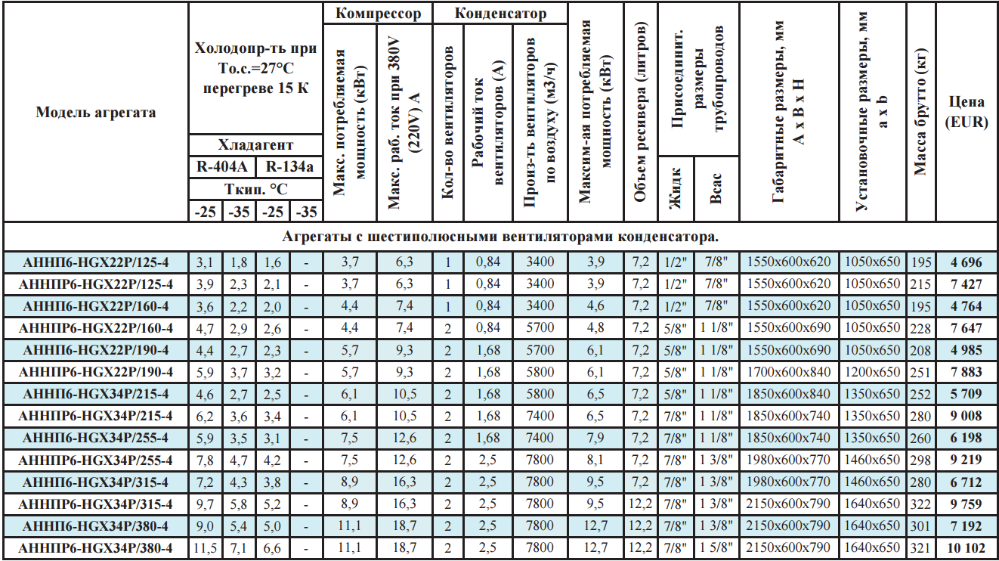 Модель агрегата
Холодопр-ть при
То.с.=27°С
перегреве 15 К
Хладагент
R-404A R-134a
Ткип. °С
-25 -35 -25 -35
Компрессор
Макс. потребляемая
мощность (кВт)
Макс. раб. ток при 380V
(220V) А
Конденсатор
Кол-во вентиляторов
Рабочий ток
вентиляторов (А)
Произ-ть вентиляторов
по воздуху (м3/ч)
Максим-ая потребляемая
мощность (кВт)
Объем ресивера (литров)
Присоединит.
размеры
трубопроводов
Жидк
Всас
Габаритные размеры, мм
А х В х Н
Установочные размеры, мм
a x b
Масса брутто (кг)
Цена
(EUR)
Агрегаты с шестиполюсными вентиляторами конденсатора.
АННП6-HGX22P/125-4 3,1 1,8 1,6 - 3,7 6,3 1 0,84 3400 3,9 7,2 1/2" 7/8" 1550x600x620 1050x650 195 4 696
АННПР6-HGX22P/125-4 3,9 2,3 2,1 - 3,7 6,3 1 0,84 3400 3,9 7,2 1/2" 7/8" 1550x600x620 1050x650 215 7 427
АННП6-HGX22P/160-4 3,6 2,2 2,0 - 4,4 7,4 1 0,84 3400 4,6 7,2 1/2" 7/8" 1550x600x620 1050x650 195 4 764
АННПР6-HGX22P/160-4 4,7 2,9 2,6 - 4,4 7,4 2 0,84 5700 4,8 7,2 5/8" 1 1/8" 1550x600x690 1050x650 228 7 647
АННП6-HGX22P/190-4 4,4 2,7 2,3 - 5,7 9,3 2 1,68 5700 6,1 7,2 5/8" 1 1/8" 1550x600x690 1050x650 208 4 985
АННПР6-HGX22P/190-4 5,9 3,7 3,2 - 5,7 9,3 2 1,68 5800 6,1 7,2 5/8" 1 1/8" 1700x600x840 1200x650 251 7 883
АННП6-HGX34P/215-4 4,6 2,7 2,5 - 6,1 10,5 2 1,68 5800 6,5 7,2 5/8" 1 1/8" 1850x600x840 1350x650 252 5 709
АННПР6-HGX34P/215-4 6,2 3,6 3,4 - 6,1 10,5 2 1,68 7400 6,5 7,2 7/8" 1 1/8" 1850x600x740 1350x650 280 9 008
АННП6-HGX34P/255-4 5,9 3,5 3,1 - 7,5 12,6 2 1,68 7400 7,9 7,2 7/8" 1 1/8" 1850x600x740 1350x650 260 6 198
АННПР6-HGX34P/255-4 7,8 4,7 4,2 - 7,5 12,6 2 2,5 7800 8,1 7,2 7/8" 1 3/8" 1980x600x770 1460x650 298 9 219
АННП6-HGX34P/315-4 7,2 4,3 3,8 - 8,9 16,3 2 2,5 7800 9,5 7,2 7/8" 1 3/8" 1980x600x770 1460x650 280 6 712
АННПР6-HGX34P/315-4 9,7 5,8 5,2 - 8,9 16,3 2 2,5 7800 9,5 12,2 7/8" 1 3/8" 2150x600x790 1640x650 322 9 759
АННП6-HGX34P/380-4 9,0 5,4 5,0 - 11,1 18,7 2 2,5 7800 12,7 12,2 7/8" 1 3/8" 2150x600x790 1640x650 301 7 192
АННПР6-HGX34P/380-4 11,5 7,1 6,6 - 11,1 18,7 2 2,5 7800 12,7 12,2 7/8" 1 5/8" 2150x600x790 1640x650 321 10 102